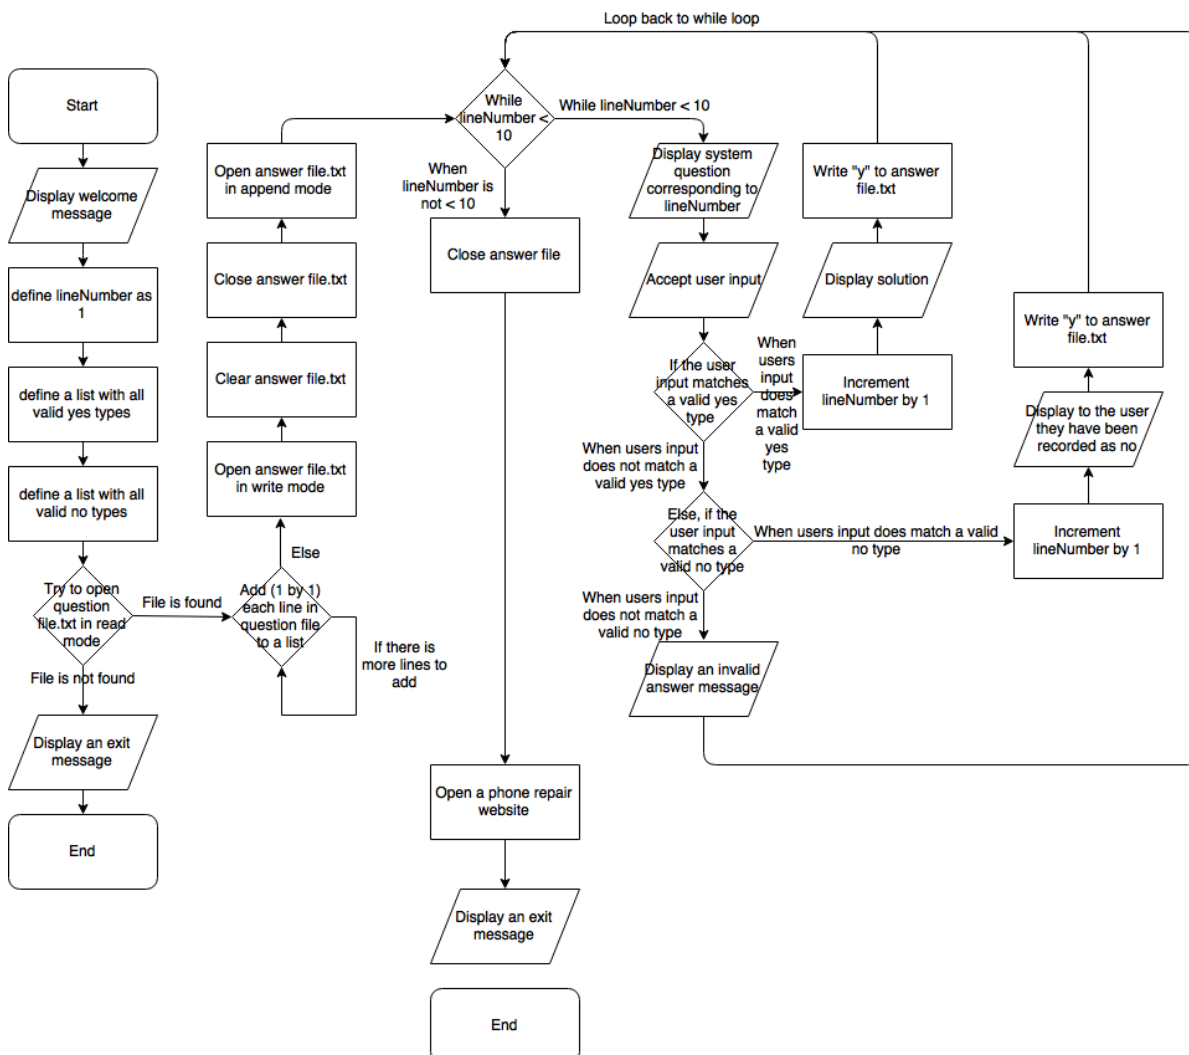 Loop back to while loop
Start
Display welcome
message
define lineNumber as
1
define a list with all
valid yes types
define a list with all
valid no types
Try to open
question
file.txt in read
mode
File is found
File is not found
Display an exit
message
End
Open answer file.txt
in append mode
Close answer file.txt
Clear answer file.txt
Open answer file.txt
in write mode
Else
Add (1 by 1)
each line in
question file
to a list
If there is
more lines to
add
While
lineNumber <
10
While lineNumber < 10
When
lineNumber is
not < 10
Close answer file
Open a phone repair
website
Display an exit
message
End
Display system
question
corresponding to
lineNumber
Accept user input
If the user
input matches
a valid yes
type
When
users
input
does
match
a valid
yes
type
Increment
lineNumber by 1
Display solution
Write "y" to answer
file.txt
When users input
does not match a
valid yes type
Else, if the
user input
matches a
valid no type
When users input does match a valid
no type
Increment
lineNumber by 1
Display to the user
they have been
recorded as no
Write "y" to answer
file.txt
When users input
does not match a
valid no type
Display an invalid
answer message